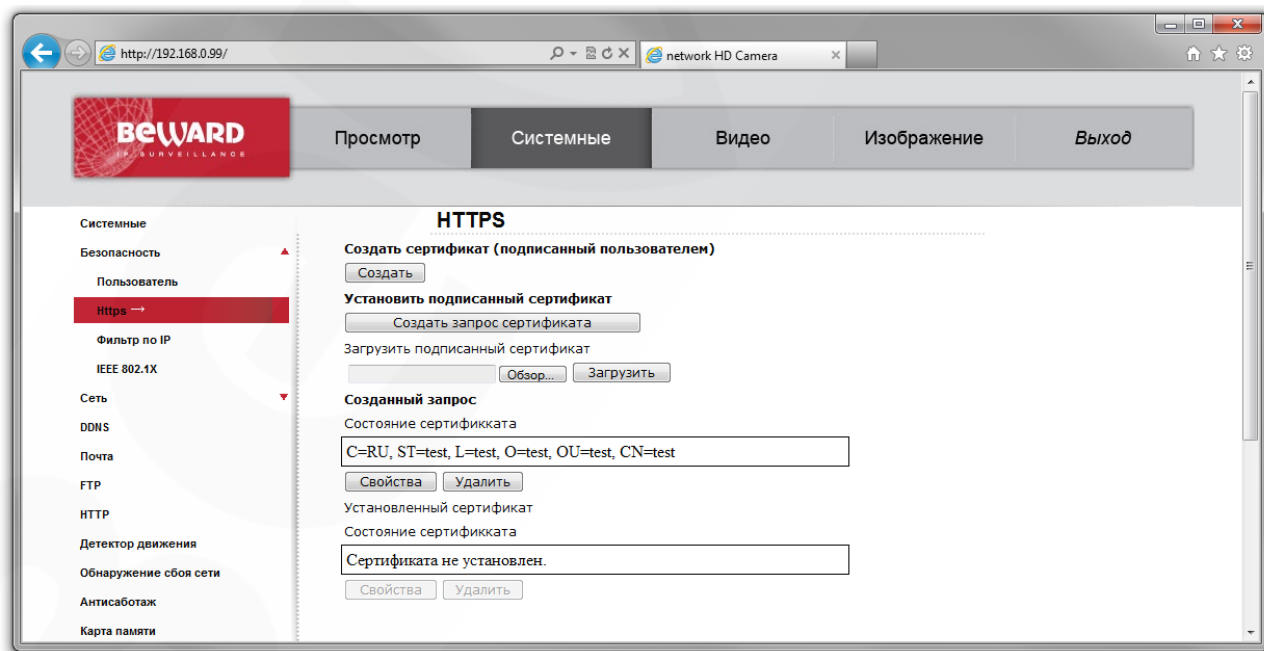 http://192.168.0.99/
network HD Camera
BEWARD
IP SURVEILLANCE
Просмотр
Системные
Видео
Изображение
Выход
Системные
Безопасность
Пользователь
Https →
Фильтр по IP
IEEE 802.1X
Сеть
DDNS
Почта
FTP
HTTP
Детектор движения
Обнаружение сбоя сети
Антисаботаж
Карта памяти
HTTPS
Создать сертификат (подписанный пользователем)
Создать
Установить подписанный сертификат
Создать запрос сертификата
Загрузить подписанный сертификат
Обзор... Загрузить
Созданный запрос
Состояние сертификката
C=RU, ST=test, L=test, O=test, OU=test, CN=test
Свойства Удалить
Установленный сертификат
Состояние сертификката
Сертификата не установлен.
Свойства Удалить